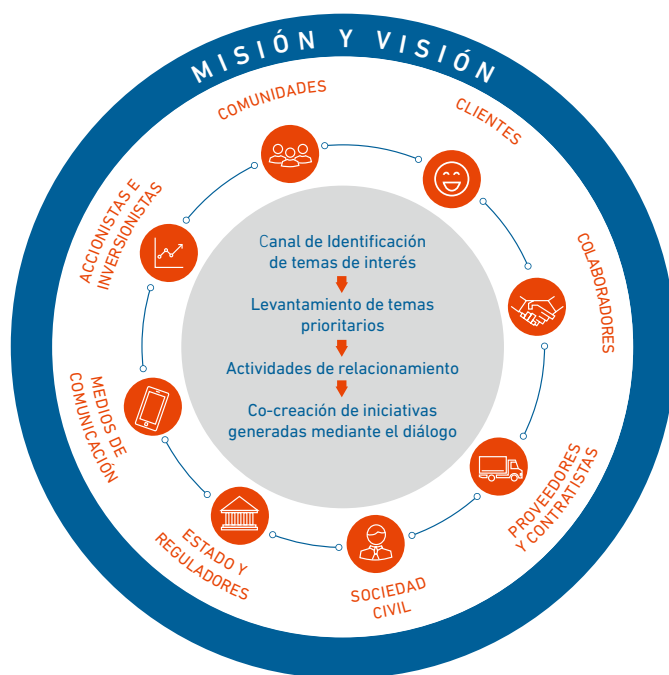 MISIÓN Y VISIÓN
COMUNIDADES
CLIENTES
COLABORADORES
PROVEEDORES
Y CONTRATISTAS
SOCIEDAD
CIVIL
ESTADO Y
REGULADORES
MEDIOS DE
COMUNICACIÓN
ACCIONISTAS E
INVERSIONISTAS
Canal de Identificación
de temas de interés
Levantamiento de temas
prioritarios
Actividades de relacionamiento
Co-creación de iniciativas
generadas mediante el diálogo